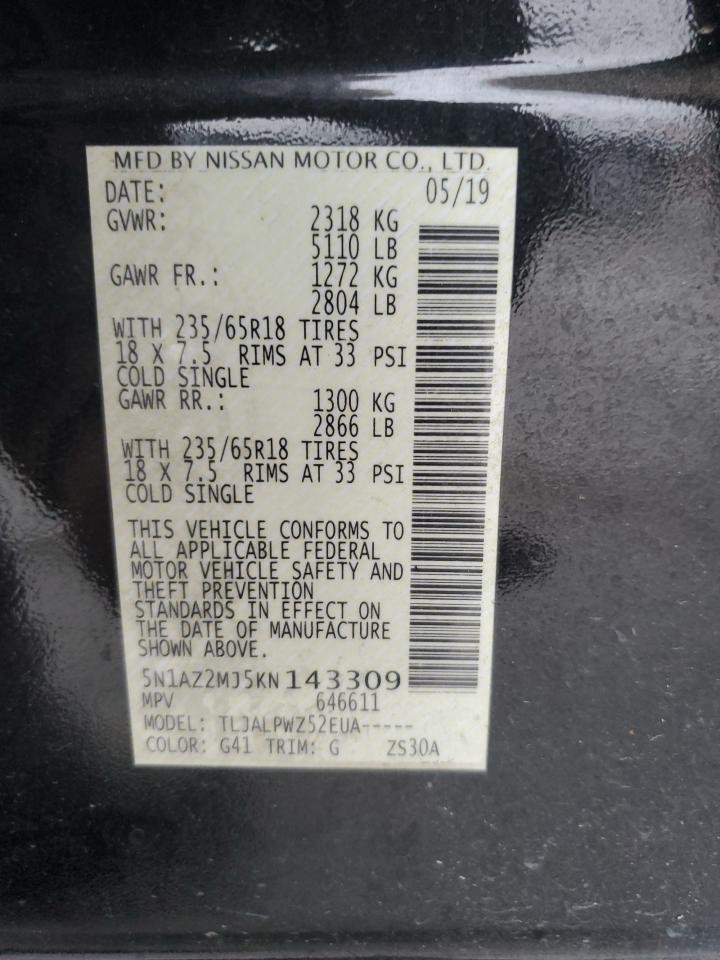 MFD BY NISSAN MOTOR CO., LTD.
DATE: 05/19
GVWR: 2318 KG
5110 LB
GAWR FR.: 1272 KG
2804 LB
WITH 235/65R18 TIRES
18 X 7.5 RIMS AT 33 PSI
COLD SINGLE
GAWR RR.: 1300 KG
2866 LB
WITH 235/65R18 TIRES
18 X 7.5 RIMS AT 33 PSI
COLD SINGLE
THIS VEHICLE CONFORMS TO
ALL APPLICABLE FEDERAL
MOTOR VEHICLE SAFETY AND
THEFT PREVENTION
STANDARDS IN EFFECT ON
THE DATE OF MANUFACTURE
SHOWN ABOVE.
5N1AZ2MJ5KN143309
MPV 646611
MODEL: TLJALPWZ52EUA-----
COLOR: G41 TRIM: G ZS30A